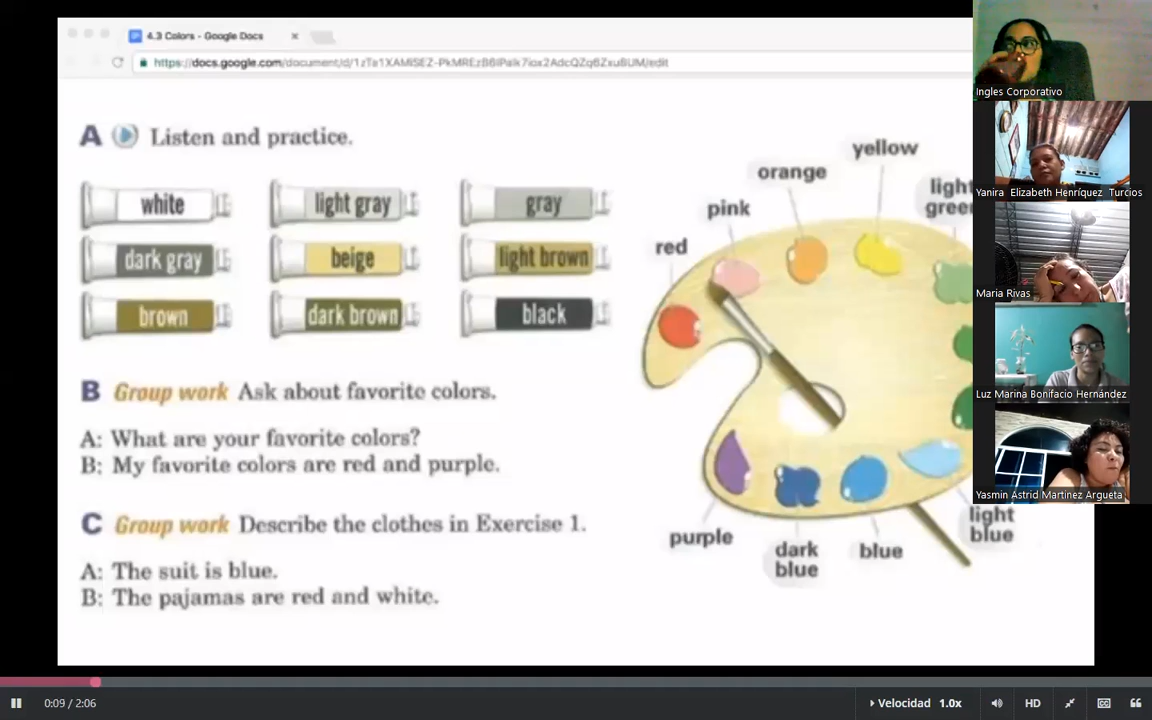 4.3 Colors - Google Docs ×
A Listen and practice.
white
light gray
gray
dark gray
beige
light brown
brown
dark brown
black
red
pink
orange
yellow
light
green
purple
dark
blue
blue
light
blue
B Group work Ask about favorite colors.
A: What are your favorite colors?
B: My favorite colors are red and purple.
C Group work Describe the clothes in Exercise 1.
A: The suit is blue.
B: The pajamas are red and white.
Ingles Corporativo
Yanira Elizabeth Henríquez Turcios
Maria Rivas
Luz Marina Bonifacio Hernández
Yasmin Astrid Martinez Argueta
0:09 / 2:06
Velocidad 1.0x
HD